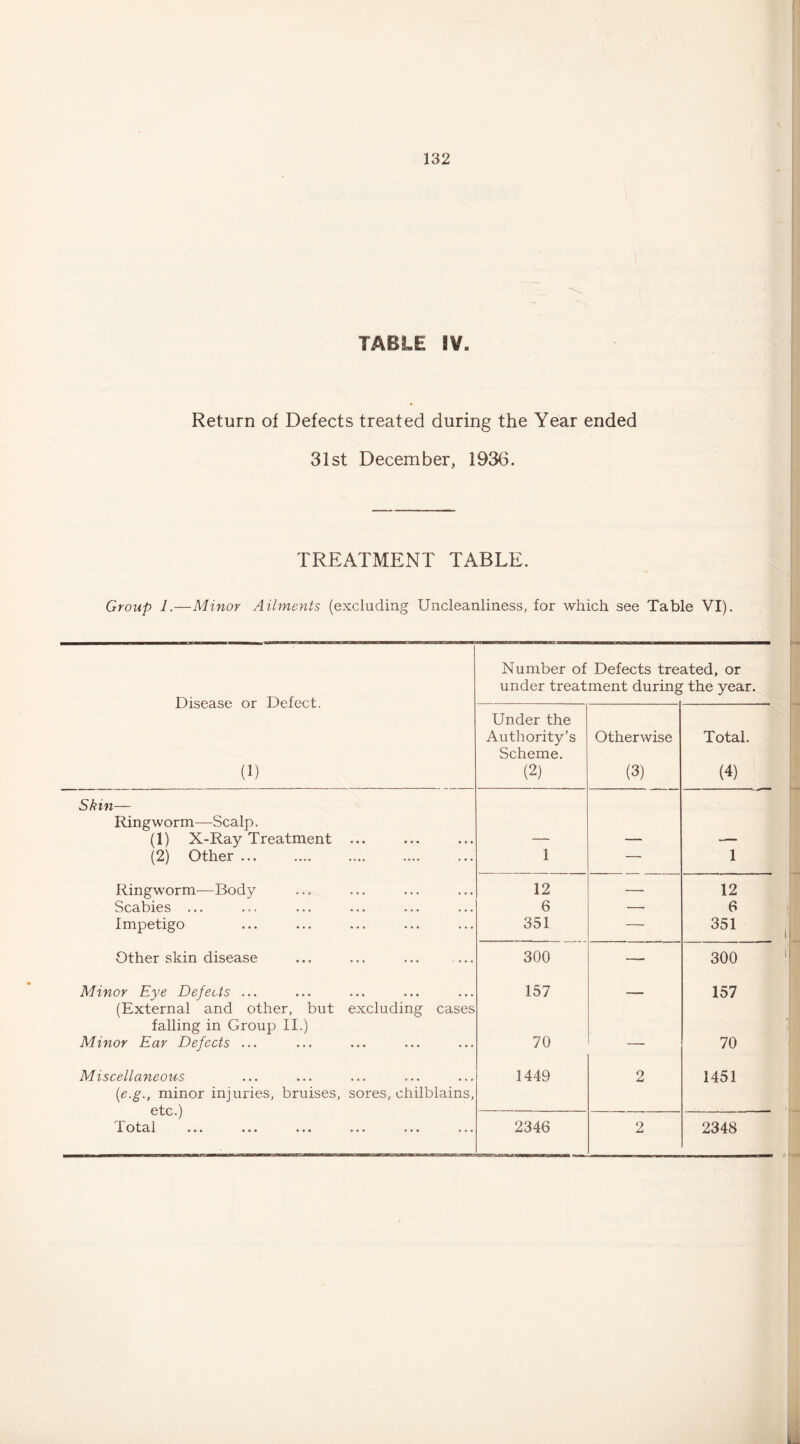 132
TABLE IV.
Return of Defects treated during the Year ended
31st December, 1936.
TREATMENT TABLE.
Group 1.—Minor Ailments (excluding Uncleanliness, for which see Table VI).
Disease or Defect.
(1)
Number of Defects treated, or
under treatment during the year.
Under the
Authority's
Scheme.
(2)
Otherwise
(3)
Total.
(4)
Skin—
Ringworm—Scalp.
(1) X-Ray Treatment ... ... ... — — —
(2) Other ... .... .... .... ... 1 — 1
Ringworm—Body ... ... ... ... 12 — 12
Scabies ... ... ... ... ... ... 6 — 6
Impetigo ... ... ... ... ... 351 — 351
Other skin disease ... ... ... .... 300 — 300
Minor Eye Defects ... ... ... ... ... 157 — 157
(External and other, but excluding cases
falling in Group II.)
Minor Ear Defects ... ... ... ... ... 70 — 70
Miscellaneous ... ... ... ... ... 1449 2 1451
(e.g., minor injuries, bruises, sores, chilblains,
etc.)
Total ... ... ... ... ... ... 2346 2 2348